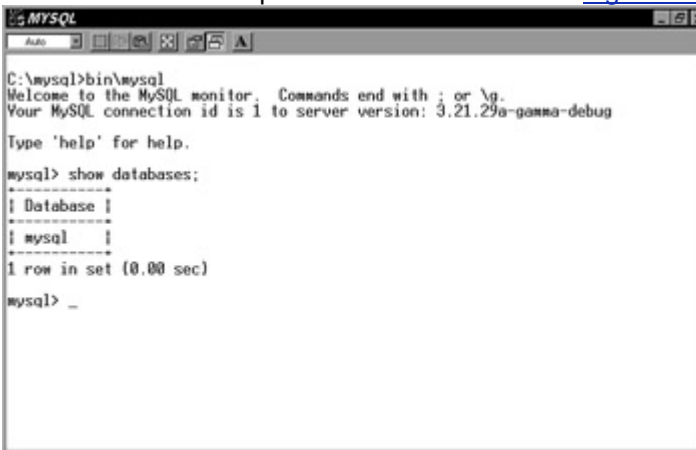 MYSQL
Auto
A
C:\mysql>bin\mysql
Welcome to the MySQL monitor.  Commands end with ; or \g.
Your MySQL connection id is 1 to server version: 3.21.29a-gamma-debug
Type 'help' for help.
mysql> show databases;
+----------+
| Database |
+----------+
| mysql    |
+----------+
1 row in set (0.00 sec)
mysql> _